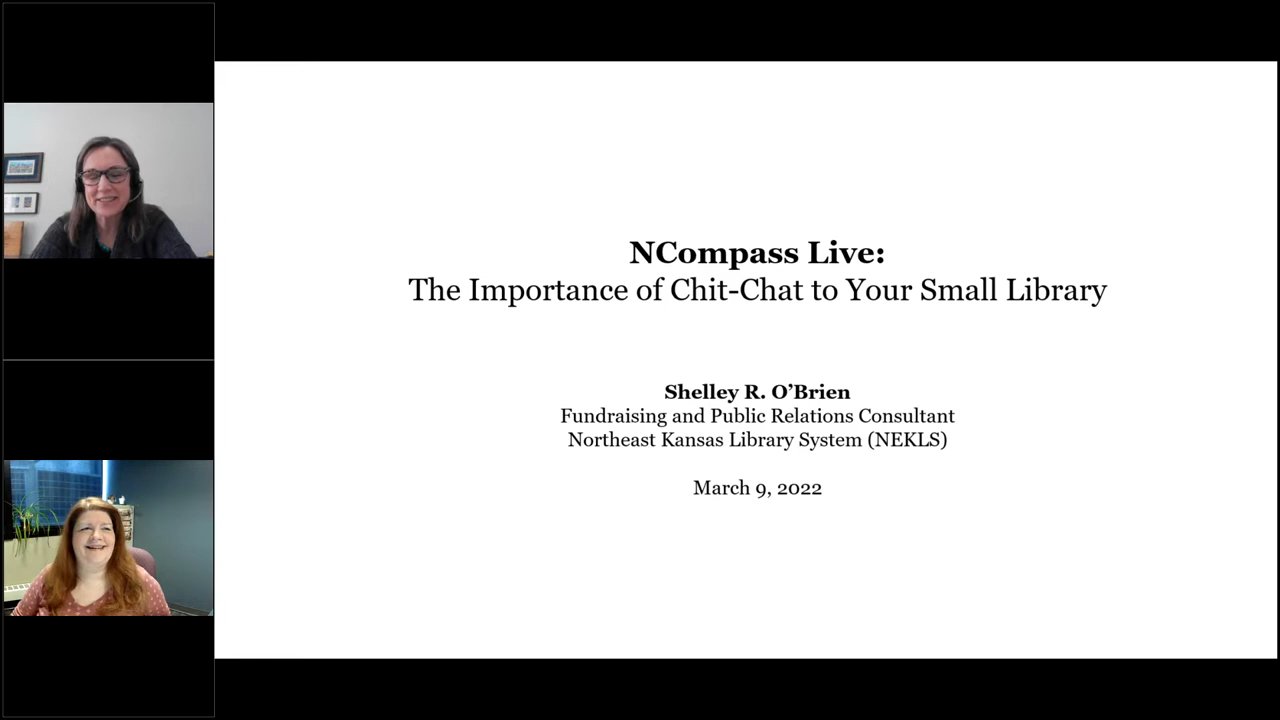 NCompass Live:
The Importance of Chit-Chat to Your Small Library
Shelley R. O’Brien
Fundraising and Public Relations Consultant
Northeast Kansas Library System (NEKLS)
March 9, 2022